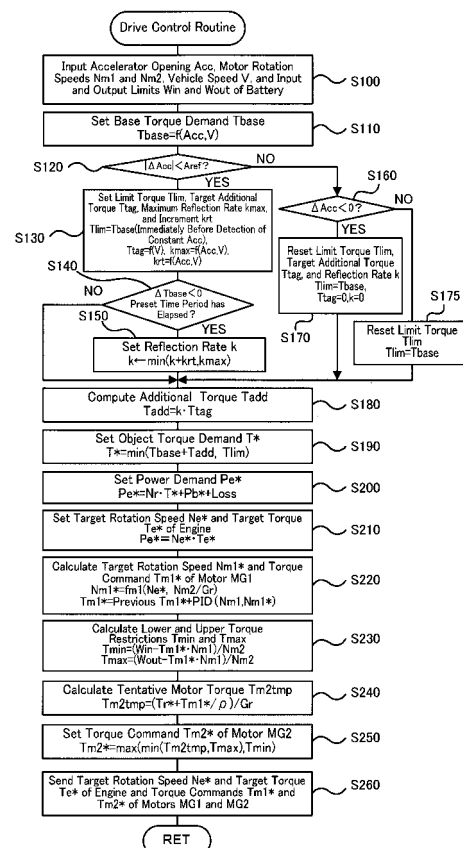 Drive Control Routine
Input Accelerator Opening Acc, Motor Rotation
Speeds Nm1 and Nm2, Vehicle Speed V, and Input
and Output Limits Win and Wout of Battery
S100
Set Base Torque Demand Tbase
Tbase=f(Acc,V)
S110
S120
|ΔAcc|<Aref?
NO
YES
S160
ΔAcc<0?
NO
YES
S130
Set Limit Torque Tlim, Target Additional
Torque Ttag, Maximum Reflection Rate kmax,
and Increment krt
Tlim=Tbase(Immediately Before Detection of
Constant Acc),
Ttag=f(V), kmax=f(Acc,V),
krt=f(Acc,V)
Reset Limit Torque Tlim,
Target Additional Torque
Ttag, and Reflection Rate k
Tlim=Tbase,
Ttag=0,k=0
S170
S175
Reset Limit Torque
Tlim
Tlim=Tbase
S140
NO
ΔTbase<0
Preset Time Period has
Elapsed?
YES
S150
Set Reflection Rate k
k←min(k+krt,kmax)
Compute Additional Torque Tadd
Tadd=k·Ttag
S180
Set Object Torque Demand T*
T*=min(Tbase+Tadd, Tlim)
S190
Set Power Demand Pe*
Pe*=Nr·T*+Pb*+Loss
S200
Set Target Rotation Speed Ne* and Target Torque
Te* of Engine
Pe*=Ne*·Te*
S210
Calculate Target Rotation Speed Nm1* and Torque
Command Tm1* of Motor MG1
Nm1*=fm1(Ne*, Nm2/Gr)
Tm1*=Previous Tm1*+PID(Nm1,Nm1*)
S220
Calculate Lower and Upper Torque
Restrictions Tmin and Tmax
Tmin=(Win-Tm1*·Nm1)/Nm2
Tmax=(Wout-Tm1*·Nm1)/Nm2
S230
Calculate Tentative Motor Torque Tm2tmp
Tm2tmp=(Tr*+Tm1*/ρ)/Gr
S240
Set Torque Command Tm2* of Motor MG2
Tm2*=max(min(Tm2tmp,Tmax),Tmin)
S250
Send Target Rotation Speed Ne* and Target Torque
Te* of Engine and Torque Commands Tm1* and
Tm2* of Motors MG1 and MG2
S260
RET